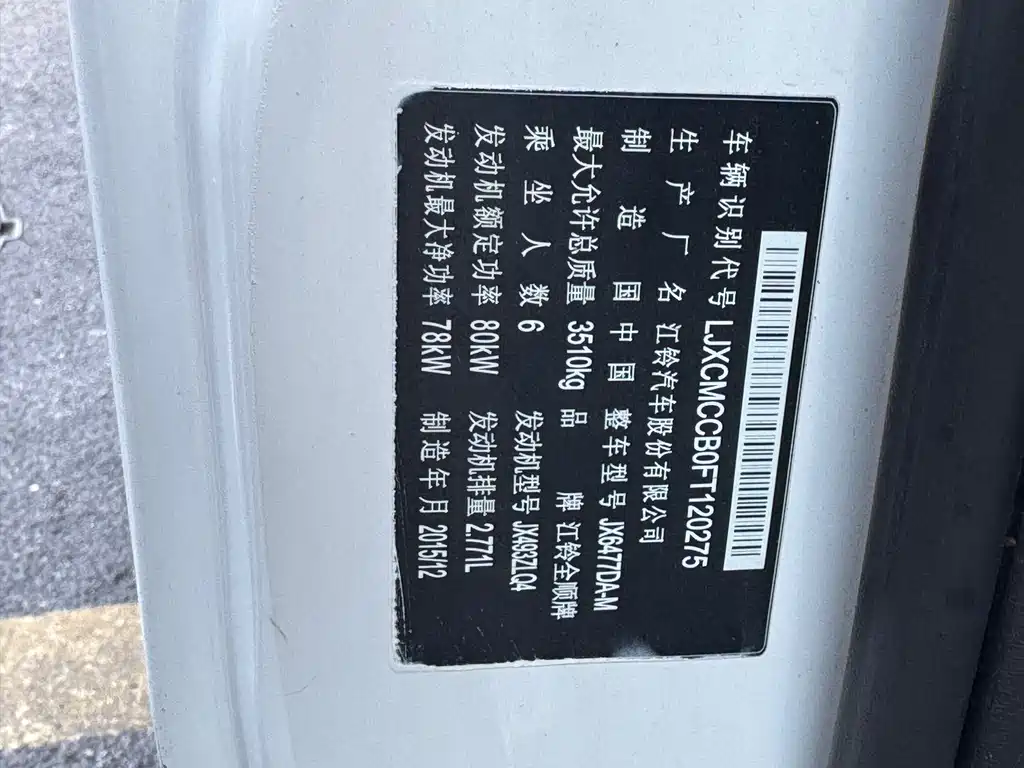 车辆识别代号 LJXCMCCB0FT120275
生产厂名 江铃汽车股份有限公司
制造国 中国 整车型号 JX6477DA-M
最大允许总质量 3510kg 品牌 江铃全顺牌
乘坐人数 6 发动机型号 JX493ZLQ4
发动机额定功率 80kW 发动机排量 2.771L
发动机最大净功率 78kW 制造年月 2015/12